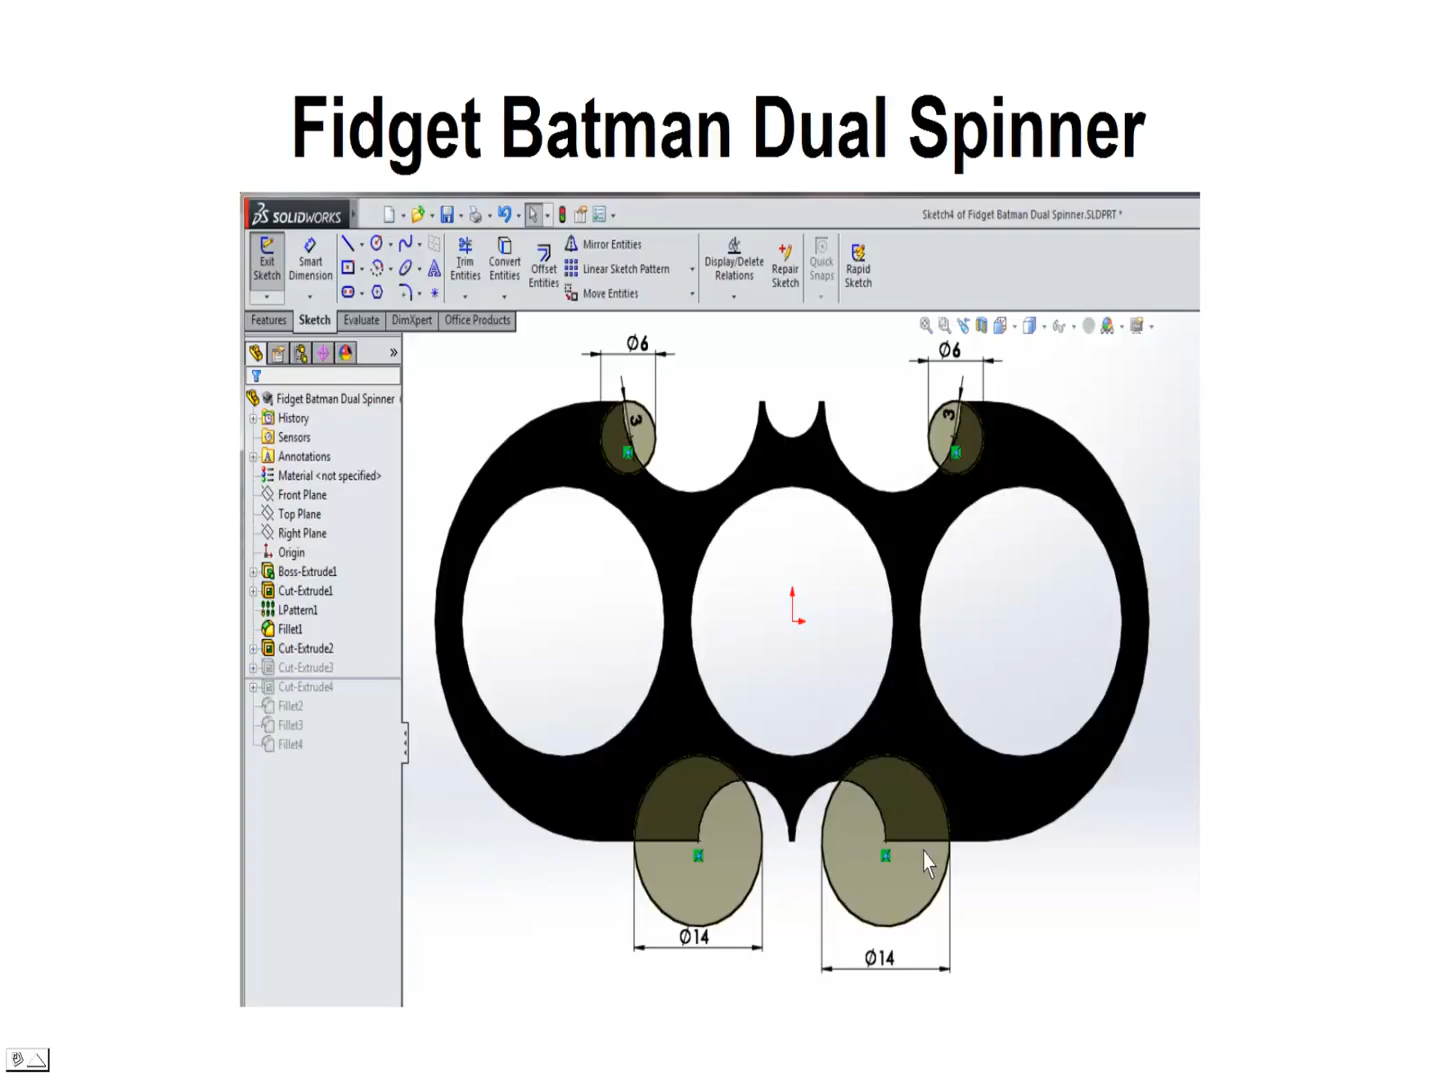 Fidget Batman Dual Spinner
SOLIDWORKS
Sketch4 of Fidget Batman Dual Spinner.SLDPRT *
Exit Sketch
Smart Dimension
Trim Entities
Convert Entities
Offset Entities
Mirror Entities
Linear Sketch Pattern
Move Entities
Display/Delete Relations
Repair Sketch
Quick Snaps
Rapid Sketch
Features Sketch Evaluate DimXpert Office Products
»
Fidget Batman Dual Spinner
History
Sensors
Annotations
Material <not specified>
Front Plane
Top Plane
Right Plane
Origin
Boss-Extrude1
Cut-Extrude1
LPattern1
Fillet1
Cut-Extrude2
Cut-Extrude3
Cut-Extrude4
Fillet2
Fillet3
Fillet4
Ø6
Ø6
3
3
Ø14
Ø14